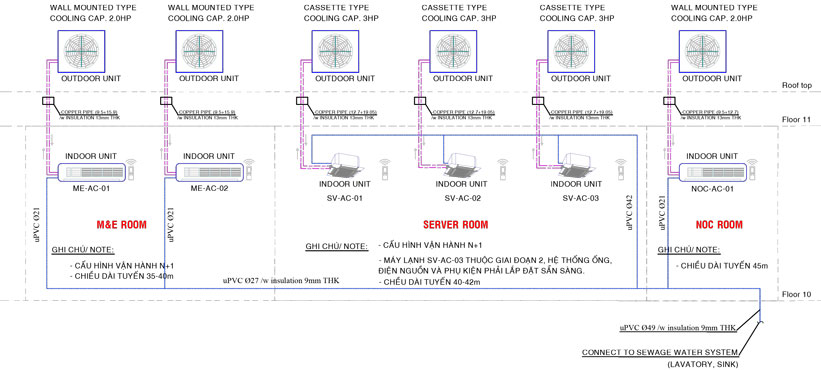 WALL MOUNTED TYPE
COOLING CAP. 2.0HP
WALL MOUNTED TYPE
COOLING CAP. 2.0HP
CASSETTE TYPE
COOLING CAP. 3HP
CASSETTE TYPE
COOLING CAP. 3HP
CASSETTE TYPE
COOLING CAP. 3HP
WALL MOUNTED TYPE
COOLING CAP. 2.0HP
OUTDOOR UNIT
OUTDOOR UNIT
OUTDOOR UNIT
OUTDOOR UNIT
OUTDOOR UNIT
OUTDOOR UNIT
Roof top
COPPER PIPE (9.5+15.9)
/w INSULATION 13mm THK
COPPER PIPE (9.5+15.9)
/w INSULATION 13mm THK
COPPER PIPE (12.7+19.05)
/w INSULATION 13mm THK
COPPER PIPE (12.7+19.05)
/w INSULATION 13mm THK
COPPER PIPE (12.7+19.05)
/w INSULATION 13mm THK
COPPER PIPE (9.5+12.7)
/w INSULATION 13mm THK
Floor 11
INDOOR UNIT
ME-AC-01
INDOOR UNIT
ME-AC-02
INDOOR UNIT
SV-AC-01
INDOOR UNIT
SV-AC-02
INDOOR UNIT
SV-AC-03
INDOOR UNIT
NOC-AC-01
uPVC Ø21
uPVC Ø21
uPVC Ø42
uPVC Ø21
M&E ROOM
SERVER ROOM
NOC ROOM
GHI CHÚ/ NOTE:
- CẤU HÌNH VẬN HÀNH N+1
- CHIỀU DÀI TUYẾN 35-40m
GHI CHÚ/ NOTE:
- CẤU HÌNH VẬN HÀNH N+1
- MÁY LẠNH SV-AC-03 THUỘC GIAI ĐOẠN 2, HỆ THỐNG ỐNG,
ĐIỆN NGUỒN VÀ PHỤ KIỆN PHẢI LẮP ĐẶT SẴN SÀNG.
- CHỀU DÀI TUYẾN 40-42m
GHI CHÚ/ NOTE:
- CHIỀU DÀI TUYẾN 45m
uPVC Ø27 /w insulation 9mm THK
Floor 10
uPVC Ø49 /w insulation 9mm THK
CONNECT TO SEWAGE WATER SYSTEM
(LAVATORY, SINK)